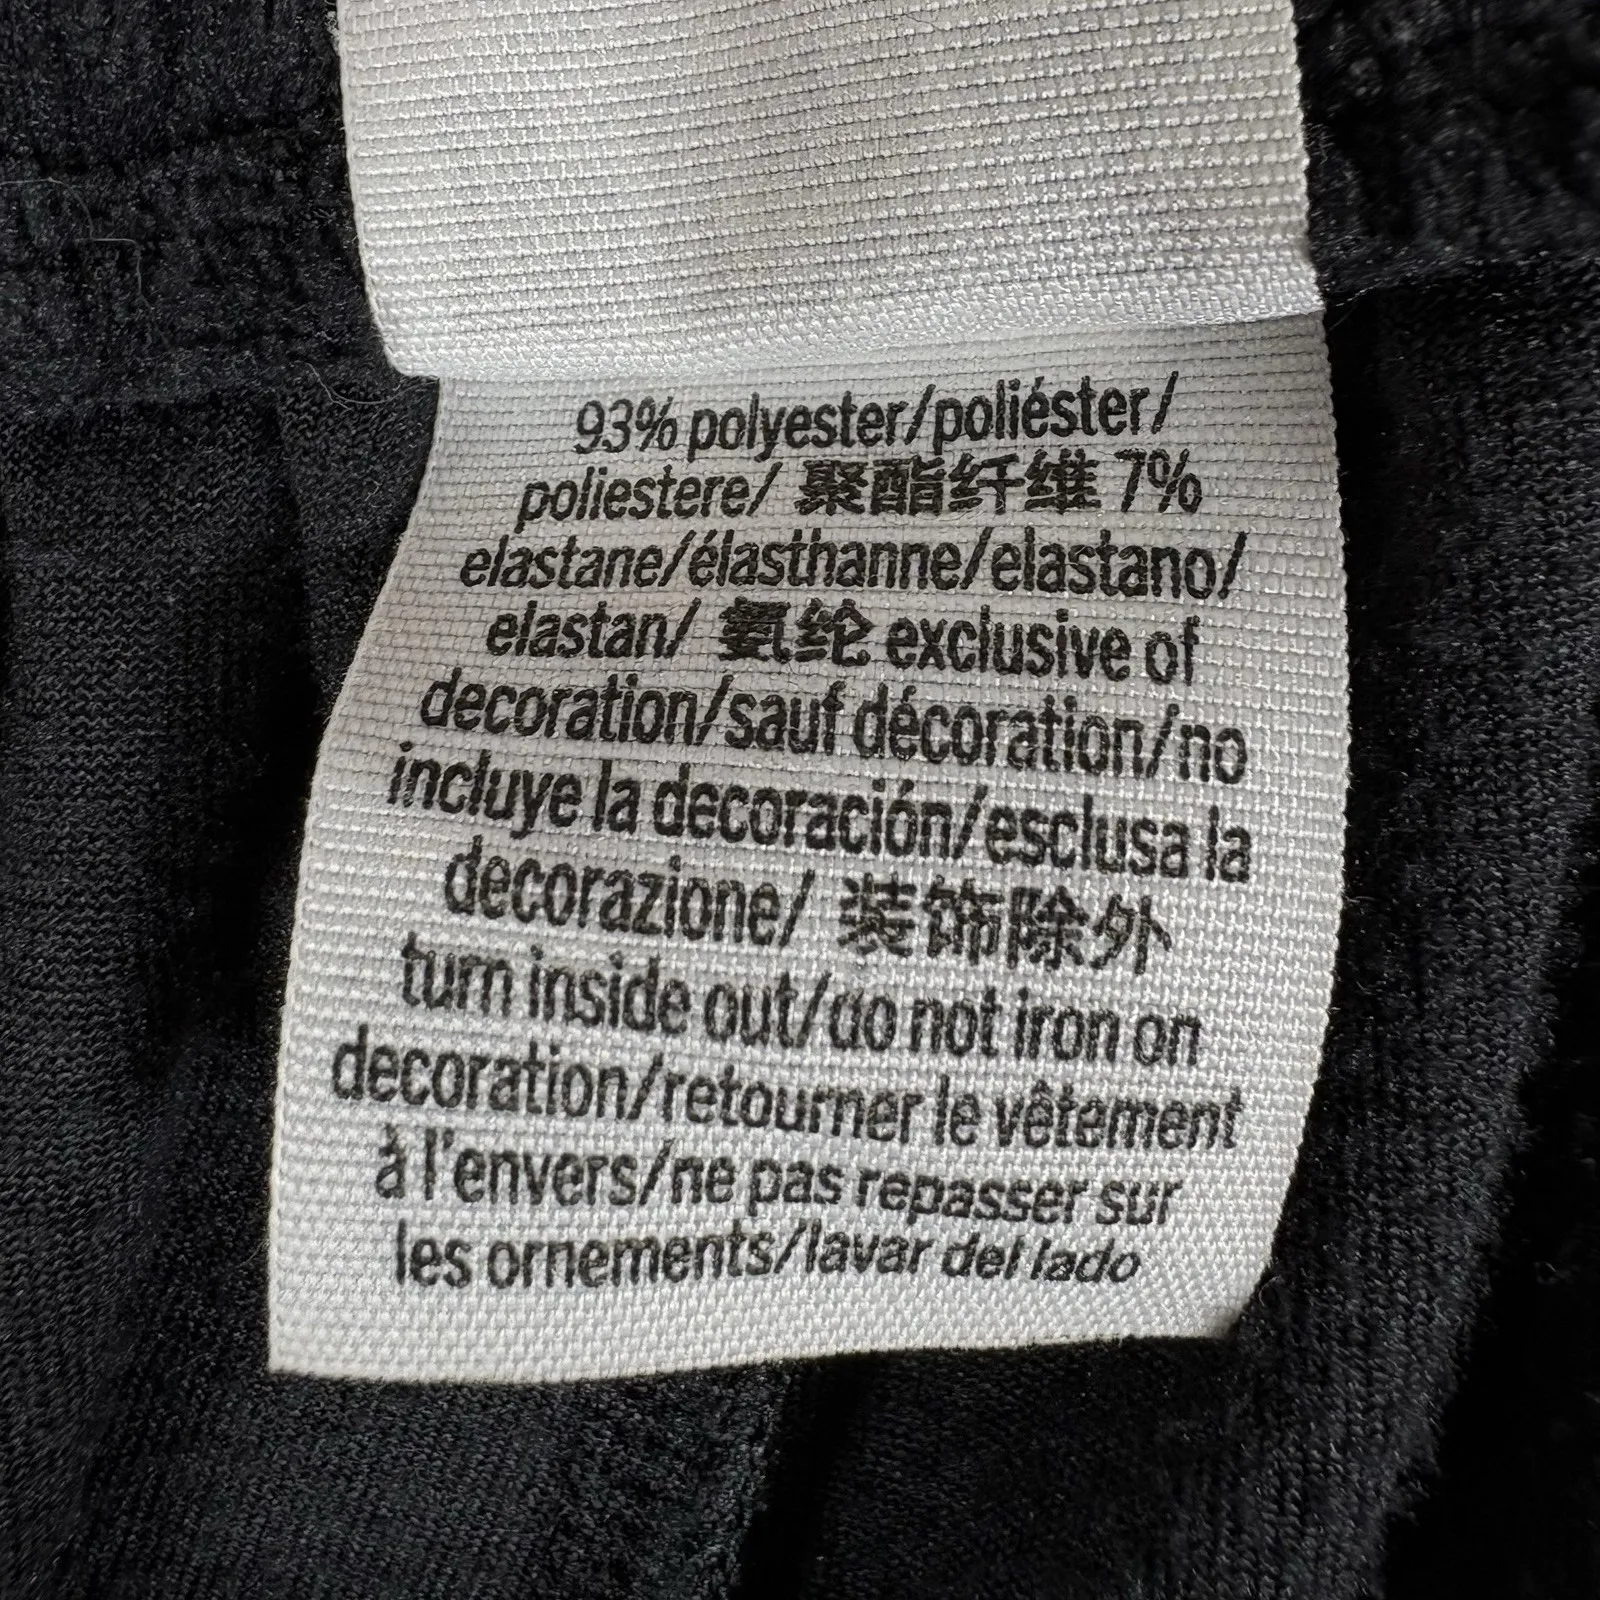 93% polyester/poliéster/
poliestere/ 聚酯纤维 7%
elastane/élasthanne/elastano/
elastan/ 氨纶 exclusive of
decoration/sauf décoration/no
incluye la decoración/esclusa la
decorazione/ 装饰除外
turn inside out/do not iron on
decoration/retourner le vêtement
à l'envers/ne pas repasser sur
les ornements/lavar del lado